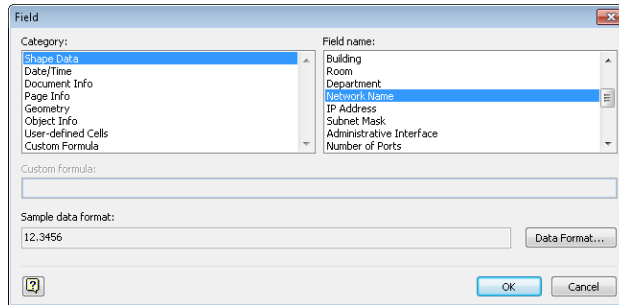 Field
Category:
Shape Data
Date/Time
Document Info
Page Info
Geometry
Object Info
User-defined Cells
Custom Formula
Field name:
Building
Room
Department
Network Name
IP Address
Subnet Mask
Administrative Interface
Number of Ports
Custom formula:
Sample data format:
12.3456
Data Format...
?
OK
Cancel